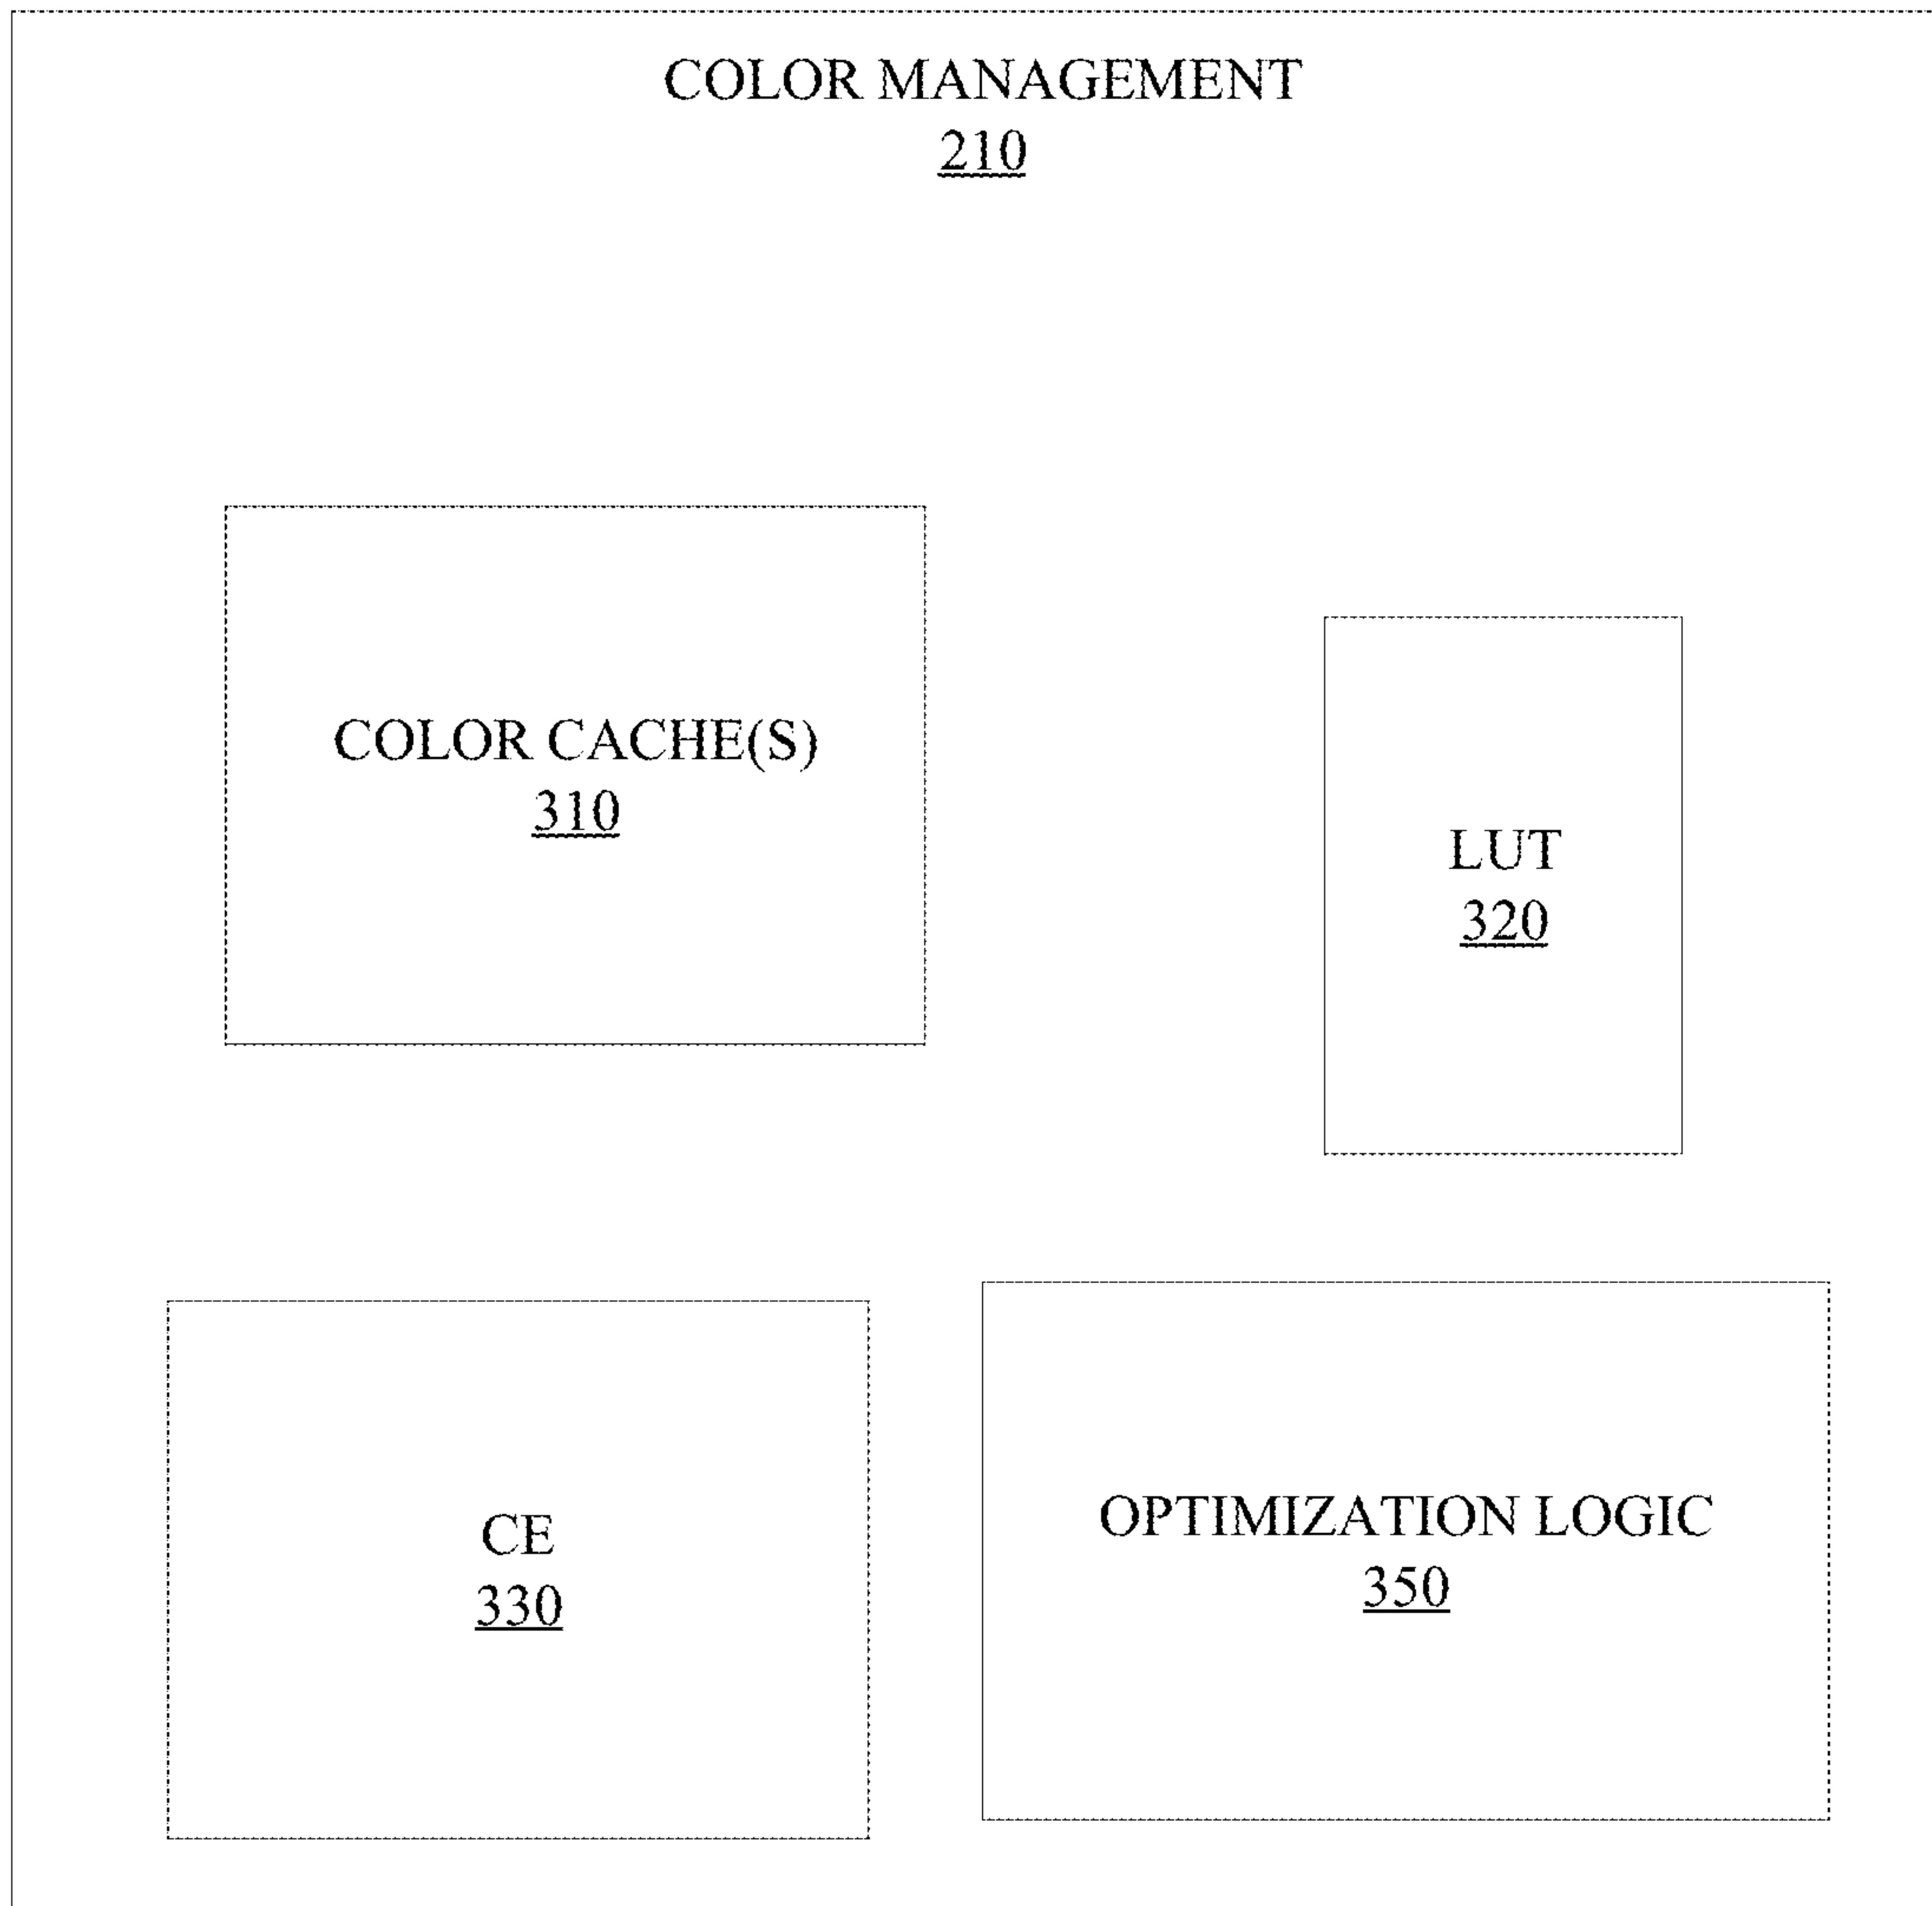 COLOR MANAGEMENT
210
COLOR CACHE(S)
310
LUT
320
CE
330
OPTIMIZATION LOGIC
350